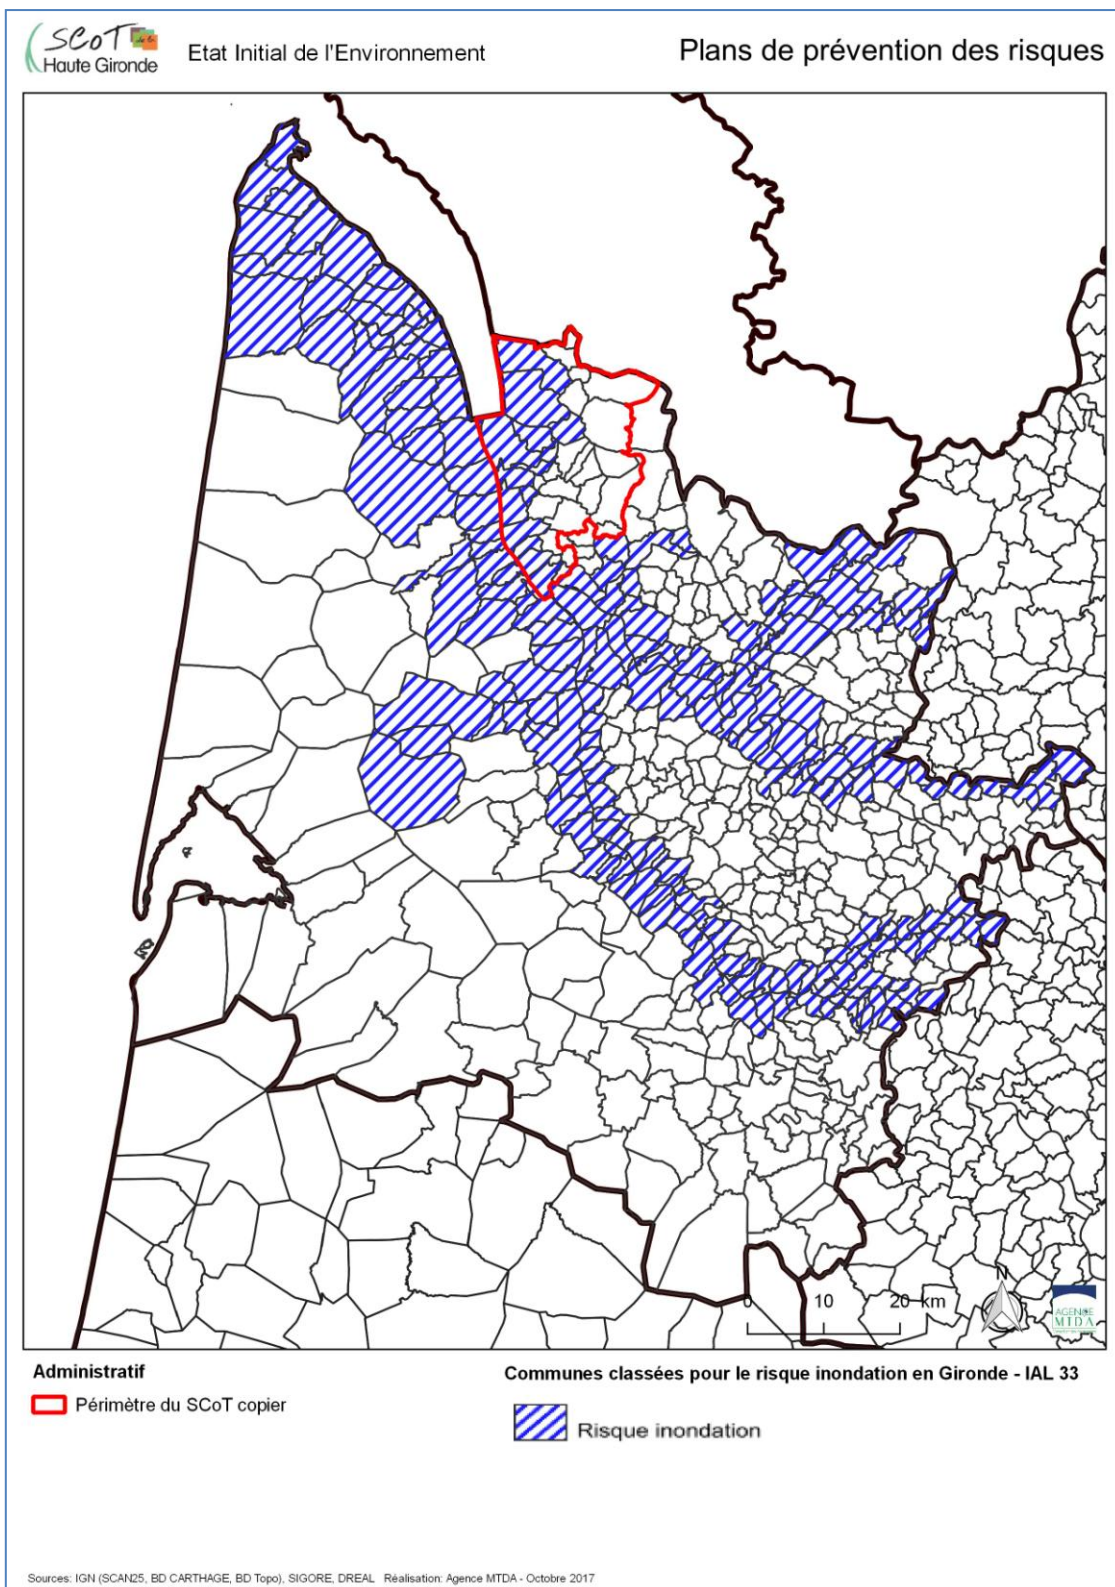 SCoT de la
Haute Gironde
Etat Initial de l'Environnement
Plans de prévention des risques
N
0 10 20 km
AGENCE
MTDA
Administratif
Périmètre du SCoT copier
Communes classées pour le risque inondation en Gironde - IAL 33
Risque inondation
Sources: IGN (SCAN25, BD CARTHAGE, BD Topo), SIGORE, DREAL Réalisation: Agence MTDA - Octobre 2017